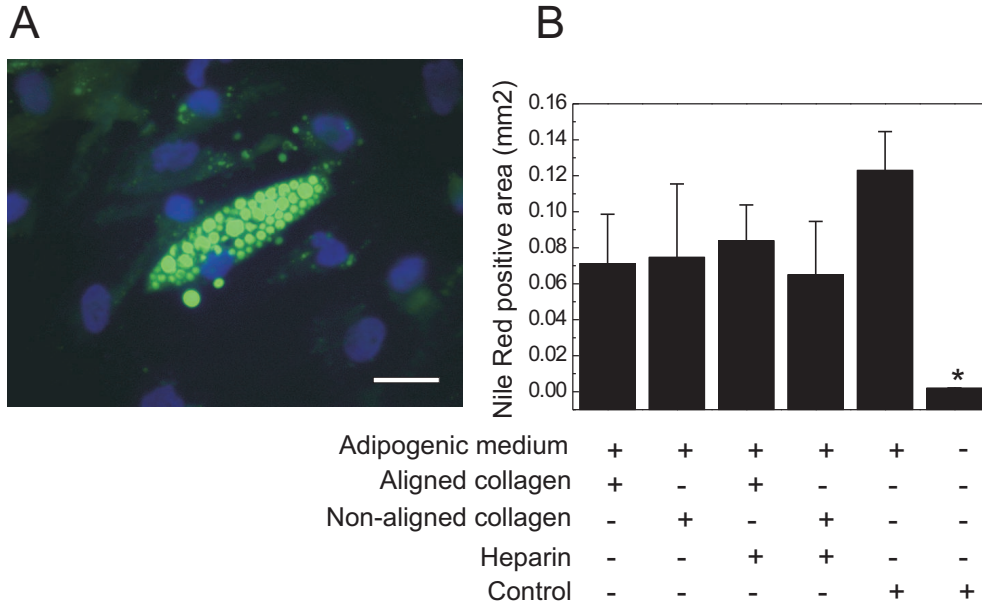 A
B
Nile Red positive area (mm2)
0.16
0.14
0.12
0.10
0.08
0.06
0.04
0.02
0.00
*
Adipogenic medium + + + + + -
Aligned collagen + - + - - -
Non-aligned collagen - + - + - -
Heparin - - + + - -
Control - - - - + +